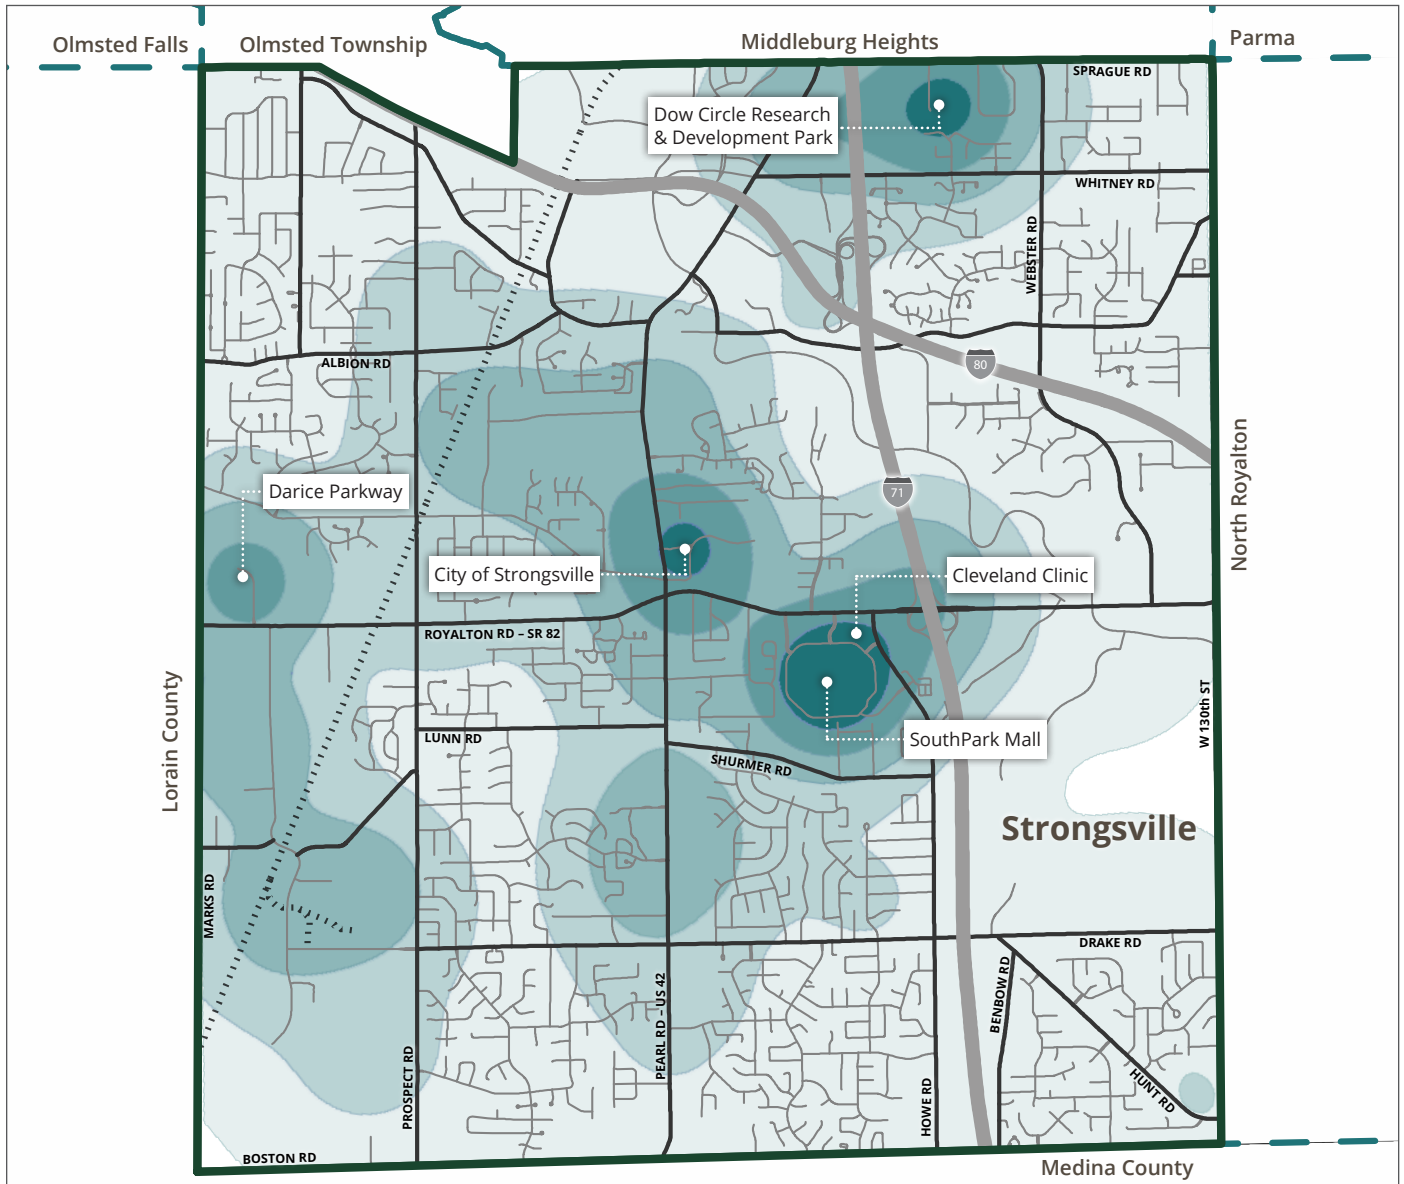 Olmsted Falls
Olmsted Township
Middleburg Heights
Parma
SPRAGUE RD
Dow Circle Research
& Development Park
WHITNEY RD
WEBSTER RD
ALBION RD
80
North Royalton
71
Darice Parkway
City of Strongsville
Cleveland Clinic
ROYALTON RD – SR 82
Lorain County
W 130th ST
LUNN RD
SHURMER RD
SouthPark Mall
Strongsville
MARKS RD
DRAKE RD
PEARL RD – US 42
BENBOW RD
PROSPECT RD
HOWE RD
HUNT RD
BOSTON RD
Medina County